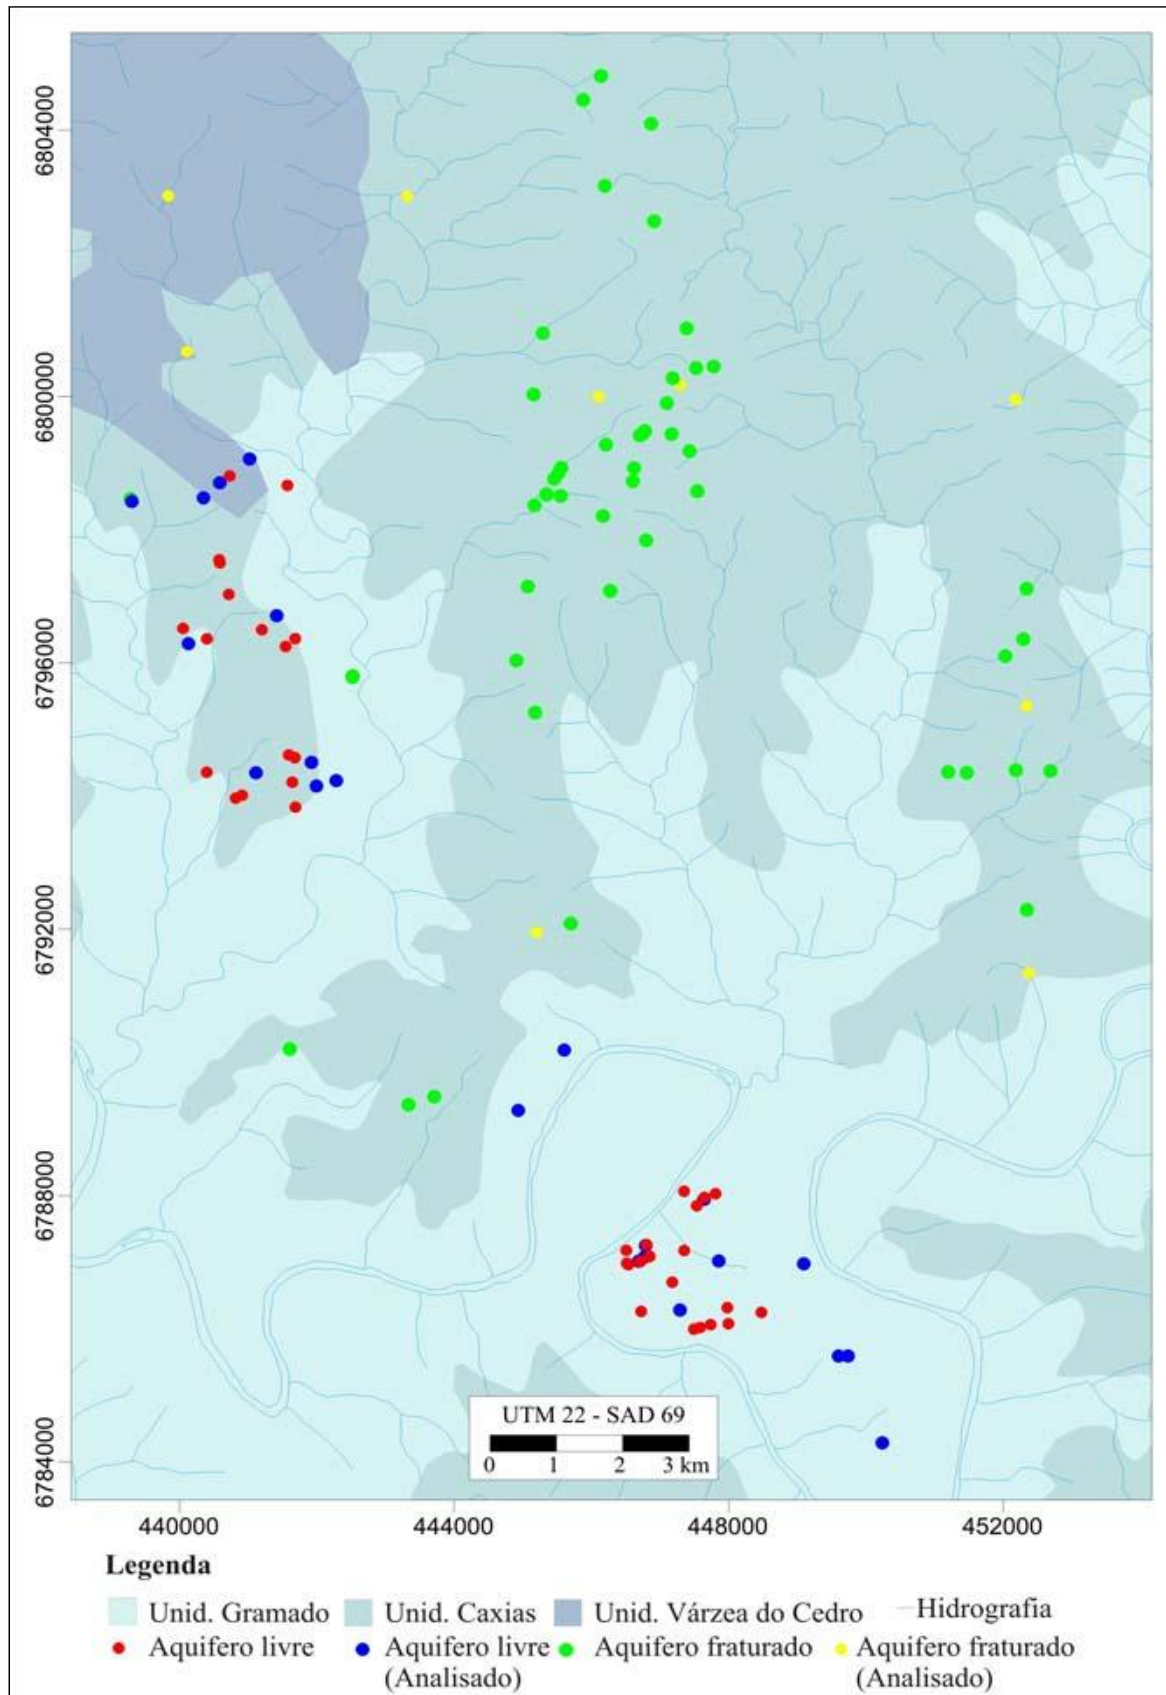 6804000
6800000
6796000
6792000
6788000
6784000
UTM 22 - SAD 69
0 1 2 3 km
440000 444000 448000 452000
Legenda
Unid. Gramado Unid. Caxias Unid. Várzea do Cedro Hidrografia
Aquifero livre Aquifero livre Aquifero fraturado Aquifero fraturado
(Analisado) (Analisado)